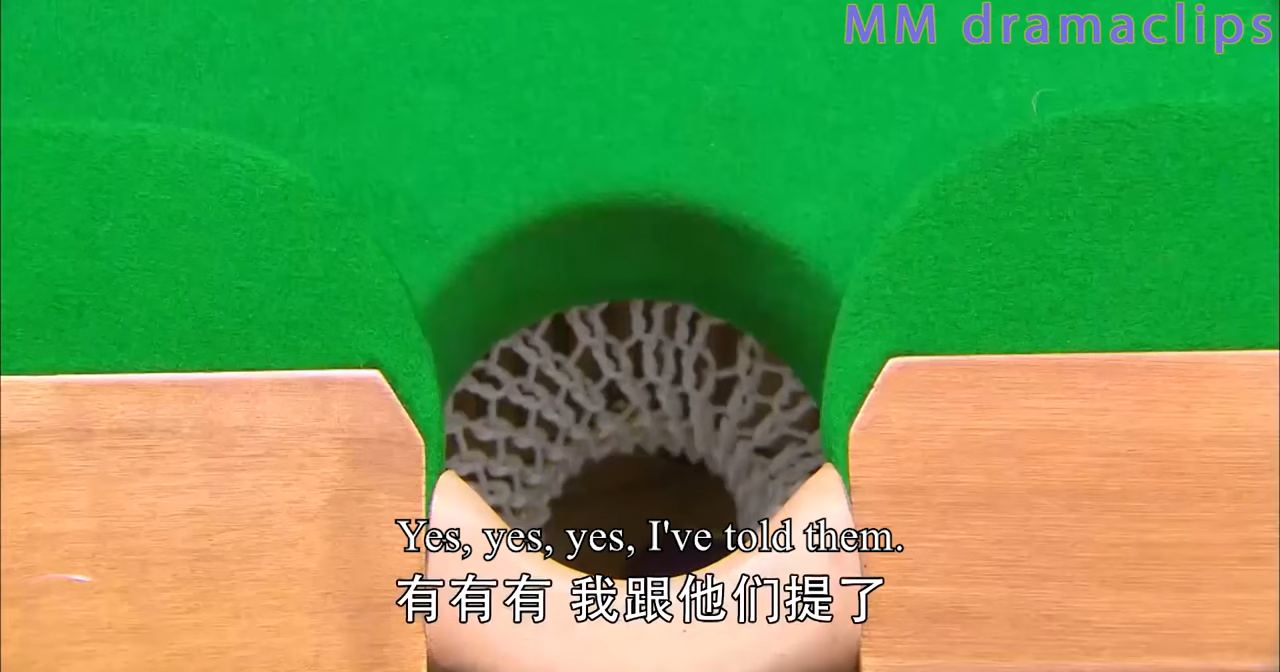 MM dramaclips
Yes, yes, yes, I've told them.
有有有 我跟他们提了